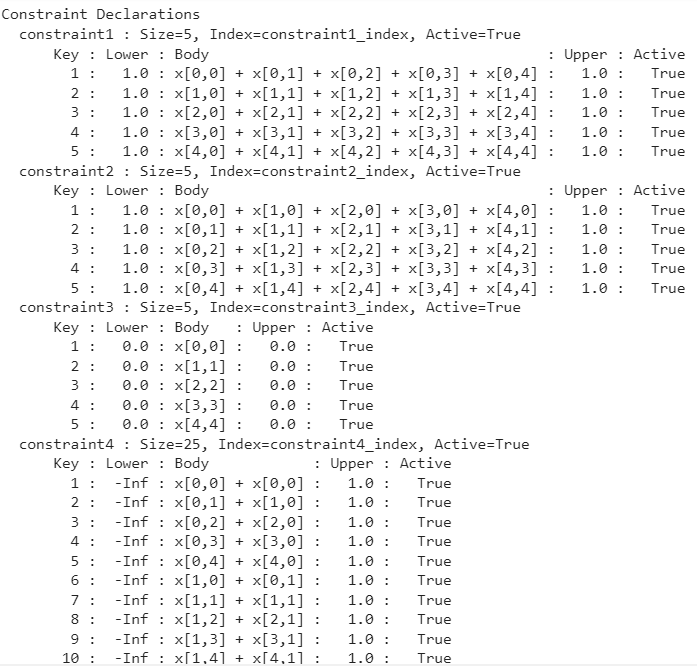 Constraint Declarations
constraint1 : Size=5, Index=constraint1_index, Active=True
Key : Lower : Body : Upper : Active
1 : 1.0 : x[0,0] + x[0,1] + x[0,2] + x[0,3] + x[0,4] : 1.0 : True
2 : 1.0 : x[1,0] + x[1,1] + x[1,2] + x[1,3] + x[1,4] : 1.0 : True
3 : 1.0 : x[2,0] + x[2,1] + x[2,2] + x[2,3] + x[2,4] : 1.0 : True
4 : 1.0 : x[3,0] + x[3,1] + x[3,2] + x[3,3] + x[3,4] : 1.0 : True
5 : 1.0 : x[4,0] + x[4,1] + x[4,2] + x[4,3] + x[4,4] : 1.0 : True
constraint2 : Size=5, Index=constraint2_index, Active=True
Key : Lower : Body : Upper : Active
1 : 1.0 : x[0,0] + x[1,0] + x[2,0] + x[3,0] + x[4,0] : 1.0 : True
2 : 1.0 : x[0,1] + x[1,1] + x[2,1] + x[3,1] + x[4,1] : 1.0 : True
3 : 1.0 : x[0,2] + x[1,2] + x[2,2] + x[3,2] + x[4,2] : 1.0 : True
4 : 1.0 : x[0,3] + x[1,3] + x[2,3] + x[3,3] + x[4,3] : 1.0 : True
5 : 1.0 : x[0,4] + x[1,4] + x[2,4] + x[3,4] + x[4,4] : 1.0 : True
constraint3 : Size=5, Index=constraint3_index, Active=True
Key : Lower : Body : Upper : Active
1 : 0.0 : x[0,0] : 0.0 : True
2 : 0.0 : x[1,1] : 0.0 : True
3 : 0.0 : x[2,2] : 0.0 : True
4 : 0.0 : x[3,3] : 0.0 : True
5 : 0.0 : x[4,4] : 0.0 : True
constraint4 : Size=25, Index=constraint4_index, Active=True
Key : Lower : Body : Upper : Active
1 : -Inf : x[0,0] + x[0,0] : 1.0 : True
2 : -Inf : x[0,1] + x[1,0] : 1.0 : True
3 : -Inf : x[0,2] + x[2,0] : 1.0 : True
4 : -Inf : x[0,3] + x[3,0] : 1.0 : True
5 : -Inf : x[0,4] + x[4,0] : 1.0 : True
6 : -Inf : x[1,0] + x[0,1] : 1.0 : True
7 : -Inf : x[1,1] + x[1,1] : 1.0 : True
8 : -Inf : x[1,2] + x[2,1] : 1.0 : True
9 : -Inf : x[1,3] + x[3,1] : 1.0 : True
10 : -Inf : x[1,4] + x[4,1] : 1.0 : True